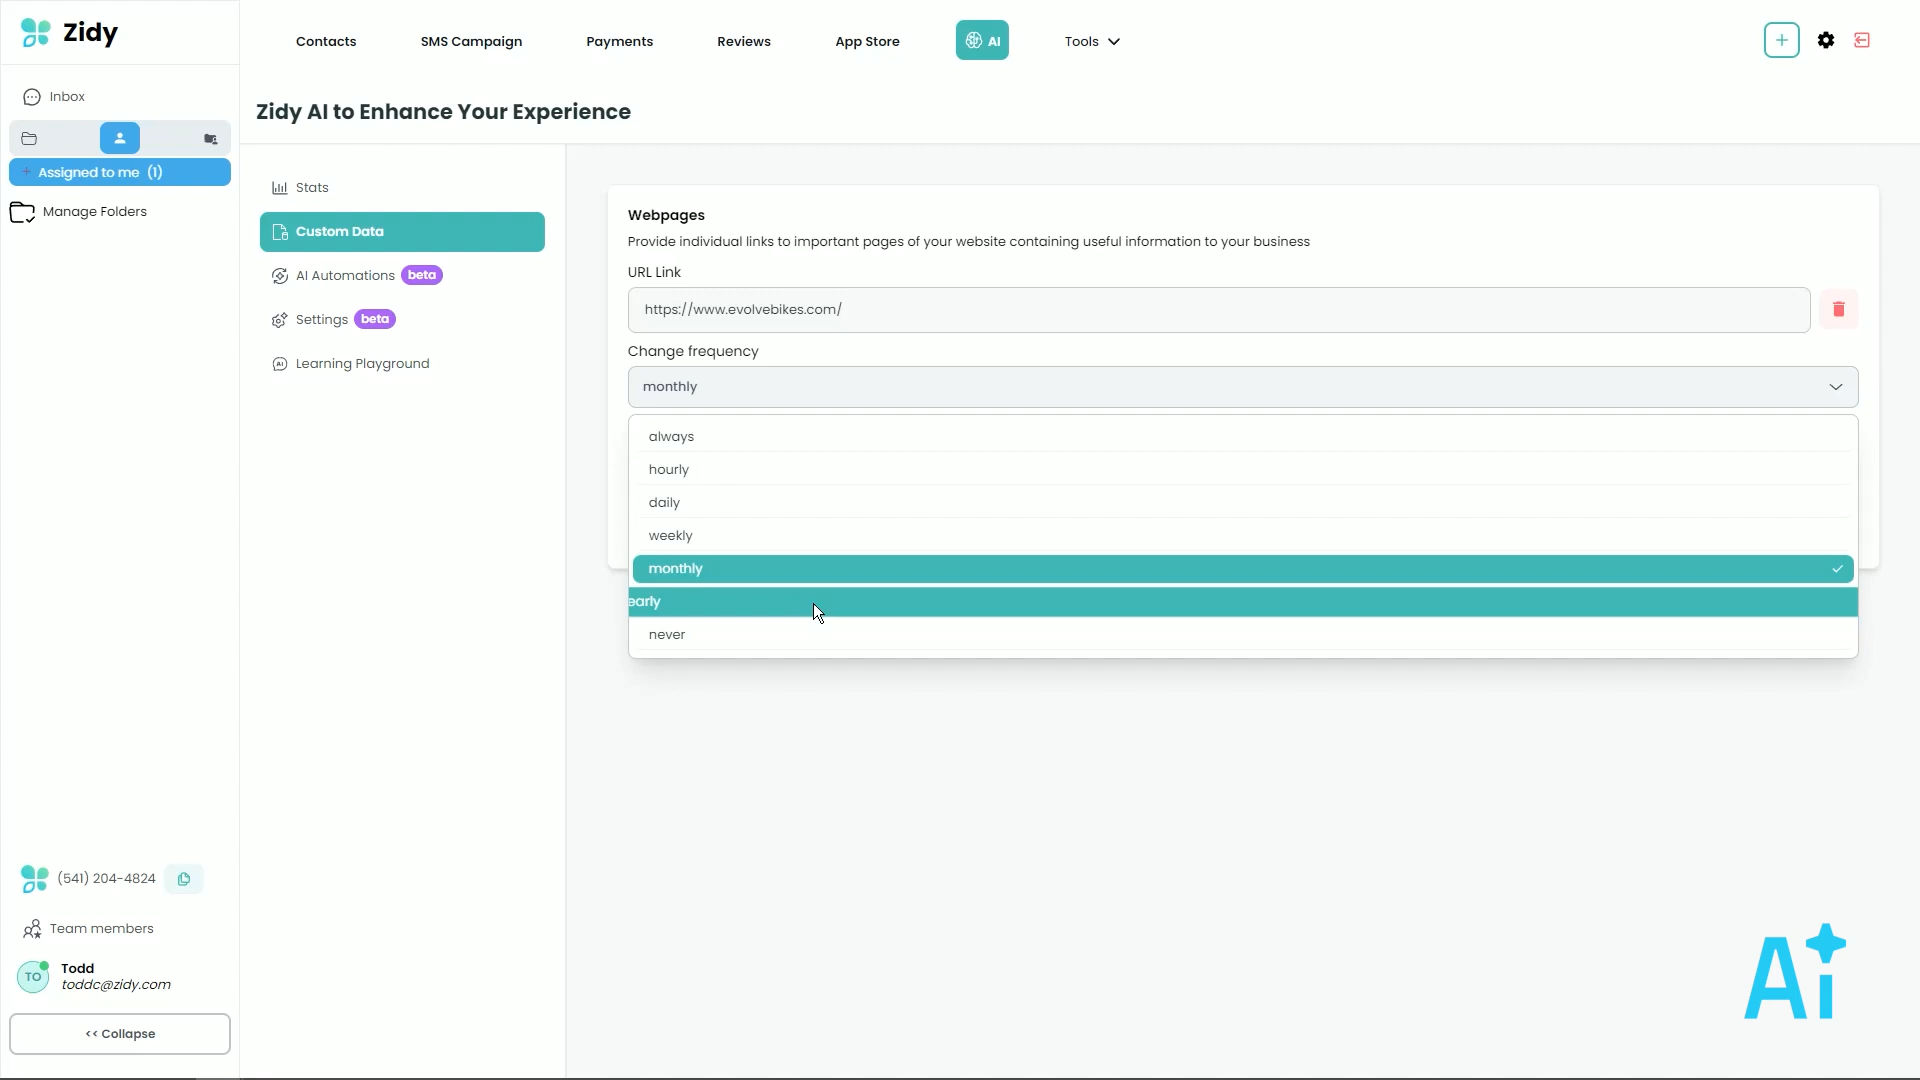 Zidy
Contacts
SMS Campaign
Payments
Reviews
App Store
AI
Tools
Inbox
+ Assigned to me (1)
Manage Folders
Zidy AI to Enhance Your Experience
Stats
Custom Data
AI Automations beta
Settings beta
Learning Playground
Webpages
Provide individual links to important pages of your website containing useful information to your business
URL Link
https://www.evolvebikes.com/
Change frequency
monthly
always
hourly
daily
weekly
monthly
early
never
(541) 204-4824
Team members
TO
Todd
toddc@zidy.com
<< Collapse
Ai